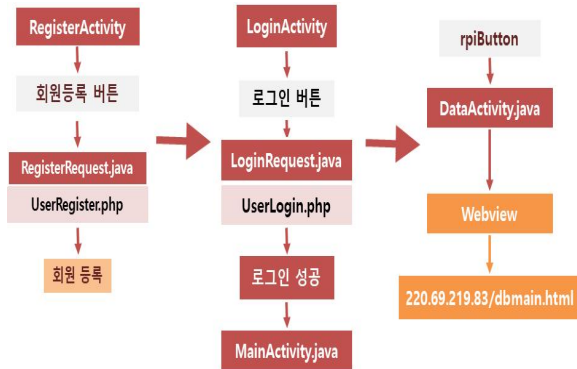 RegisterActivity
회원등록 버튼
RegisterRequest.java
UserRegister.php
회원 등록
LoginActivity
로그인 버튼
LoginRequest.java
UserLogin.php
로그인 성공
MainActivity.java
rpiButton
DataActivity.java
Webview
220.69.219.83/dbmain.html